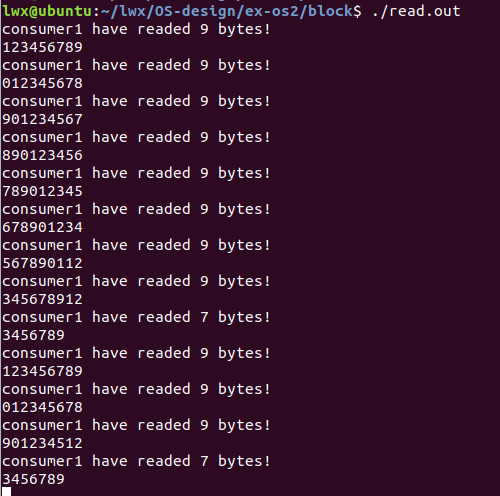 lwx@ubuntu:~/lwx/OS-design/ex-os2/block$ ./read.out
consumer1 have readed 9 bytes!
123456789
consumer1 have readed 9 bytes!
012345678
consumer1 have readed 9 bytes!
901234567
consumer1 have readed 9 bytes!
890123456
consumer1 have readed 9 bytes!
789012345
consumer1 have readed 9 bytes!
678901234
consumer1 have readed 9 bytes!
567890112
consumer1 have readed 9 bytes!
345678912
consumer1 have readed 7 bytes!
3456789
consumer1 have readed 9 bytes!
123456789
consumer1 have readed 9 bytes!
012345678
consumer1 have readed 9 bytes!
901234512
consumer1 have readed 7 bytes!
3456789